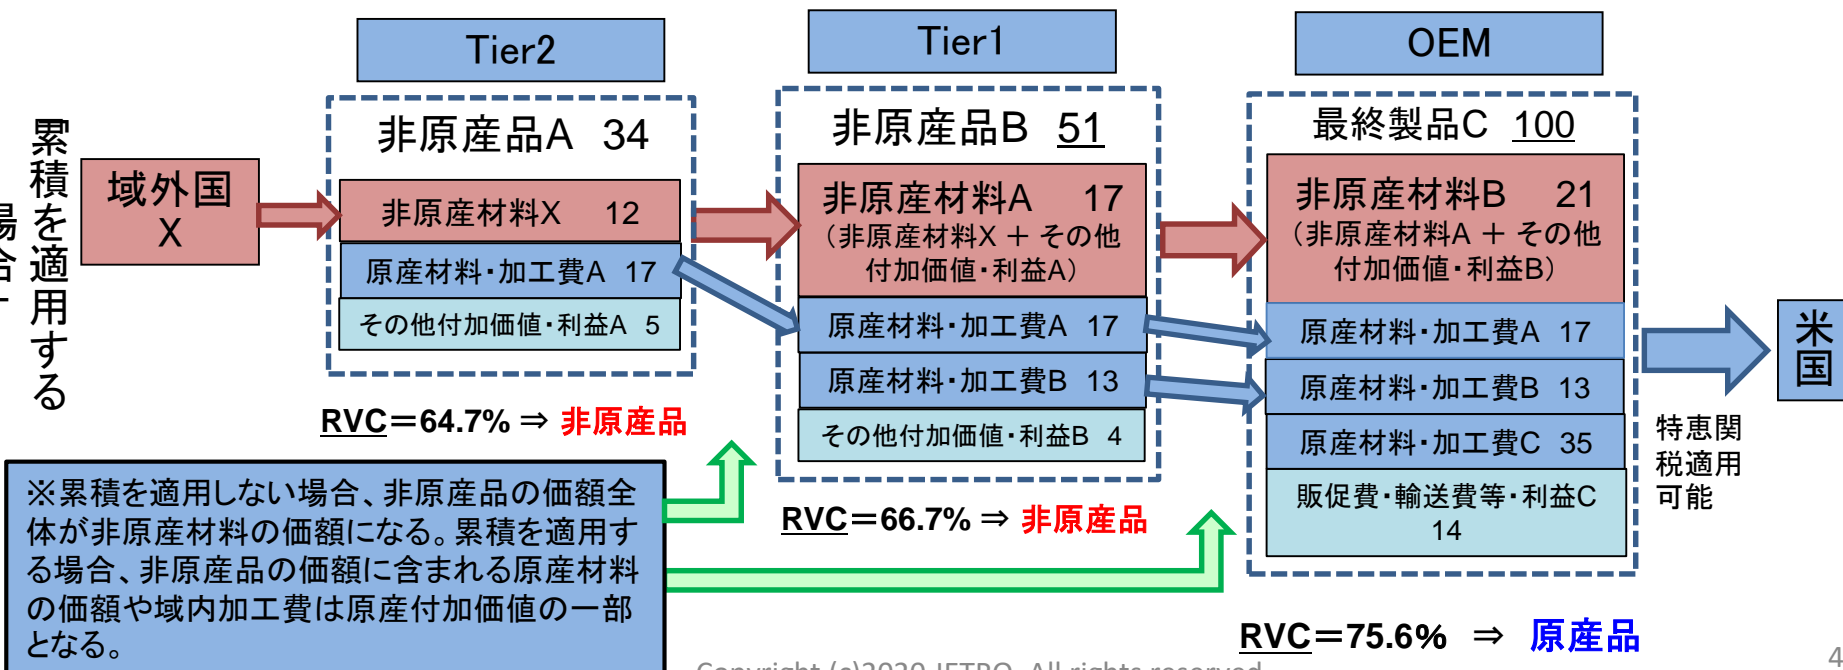 Tier2
Tier1
OEM
累積を適用する
場合
域外国
X
非原産品A 34
非原産材料X 12
原産材料・加工費A 17
その他付加価値・利益A 5
RVC=64.7% ⇒ 非原産品
非原産品B 51
非原産材料A 17
（非原産材料X + その他
付加価値・利益A）
原産材料・加工費A 17
原産材料・加工費B 13
その他付加価値・利益B 4
RVC=66.7% ⇒ 非原産品
最終製品C 100
非原産材料B 21
（非原産材料A + その他
付加価値・利益B）
原産材料・加工費A 17
原産材料・加工費B 13
原産材料・加工費C 35
販促費・輸送費等・利益C
14
RVC=75.6% ⇒ 原産品
米国
特恵関
税適用
可能
※累積を適用しない場合、非原産品の価額全
体が非原産材料の価額になる。累積を適用す
る場合、非原産品の価額に含まれる原産材料
の価額や域内加工費は原産付加価値の一部
となる。
Copyright (c)2020 JETRO. All rights reserved
4